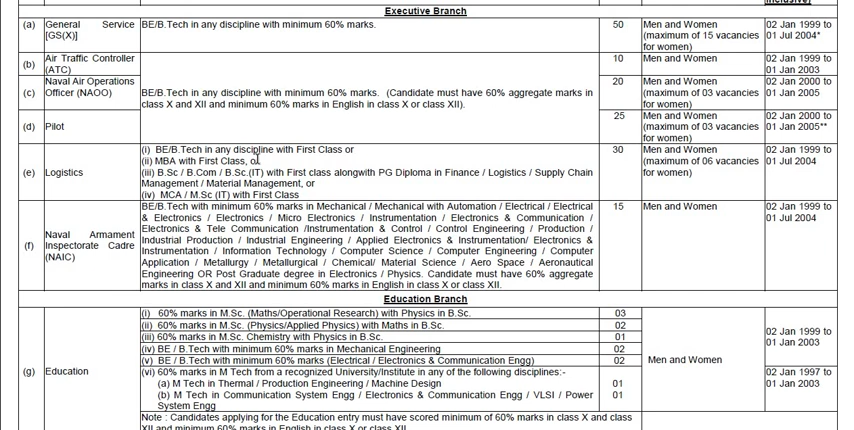 inclusive)
Executive Branch
(a) General Service [GS(X)] BE/B.Tech in any discipline with minimum 60% marks. 50 Men and Women (maximum of 15 vacancies for women) 02 Jan 1999 to 01 Jul 2004*
(b) Air Traffic Controller (ATC) 10 Men and Women 02 Jan 1999 to 01 Jan 2003
(c) Naval Air Operations Officer (NAOO) 20 Men and Women (maximum of 03 vacancies for women) 02 Jan 2000 to 01 Jan 2005
BE/B.Tech in any discipline with minimum 60% marks. (Candidate must have 60% aggregate marks in
class X and XII and minimum 60% marks in English in class X or class XII).
(d) Pilot 25 Men and Women (maximum of 03 vacancies for women) 02 Jan 2000 to 01 Jan 2005**
(e) Logistics
(i) BE/B.Tech in any discipline with First Class or
(ii) MBA with First Class, or
(iii) B.Sc / B.Com / B.Sc.(IT) with First class alongwith PG Diploma in Finance / Logistics / Supply Chain
Management / Material Management, or
(iv) MCA / M.Sc (IT) with First Class
30 Men and Women (maximum of 06 vacancies for women) 02 Jan 1999 to 01 Jul 2004
(f) Naval Armament Inspectorate Cadre (NAIC)
BE/B.Tech with minimum 60% marks in Mechanical / Mechanical with Automation / Electrical / Electrical
& Electronics / Electronics / Micro Electronics / Instrumentation / Electronics & Communication /
Electronics & Tele Communication /Instrumentation & Control / Control Engineering / Production /
Industrial Production / Industrial Engineering / Applied Electronics & Instrumentation/ Electronics &
Instrumentation / Information Technology / Computer Science / Computer Engineering / Computer
Application / Metallurgy / Metallurgical / Chemical/ Material Science / Aero Space / Aeronautical
Engineering OR Post Graduate degree in Electronics / Physics. Candidate must have 60% aggregate
marks in class X and XII and minimum 60% marks in English in class X or class XII.
15 Men and Women 02 Jan 1999 to 01 Jul 2004
Education Branch
(g) Education
(i) 60% marks in M.Sc. (Maths/Operational Research) with Physics in B.Sc. 03
(ii) 60% marks in M.Sc. (Physics/Applied Physics) with Maths in B.Sc. 02
(iii) 60% marks in M.Sc. Chemistry with Physics in B.Sc. 01
(iv) BE / B.Tech with minimum 60% marks in Mechanical Engineering 02
(v) BE / B.Tech with minimum 60% marks (Electrical / Electronics & Communication Engg) 02
(vi) 60% marks in M Tech from a recognized University/Institute in any of the following disciplines:-
(a) M Tech in Thermal / Production Engineering / Machine Design 01
(b) M Tech in Communication System Engg / Electronics & Communication Engg / VLSI / Power 01
System Engg
Men and Women
02 Jan 1999 to
01 Jan 2003
02 Jan 1997 to
01 Jan 2003
Note : Candidates applying for the Education entry must have scored minimum of 60% marks in class X and class
XII and minimum 60% marks in English in class X or class XII